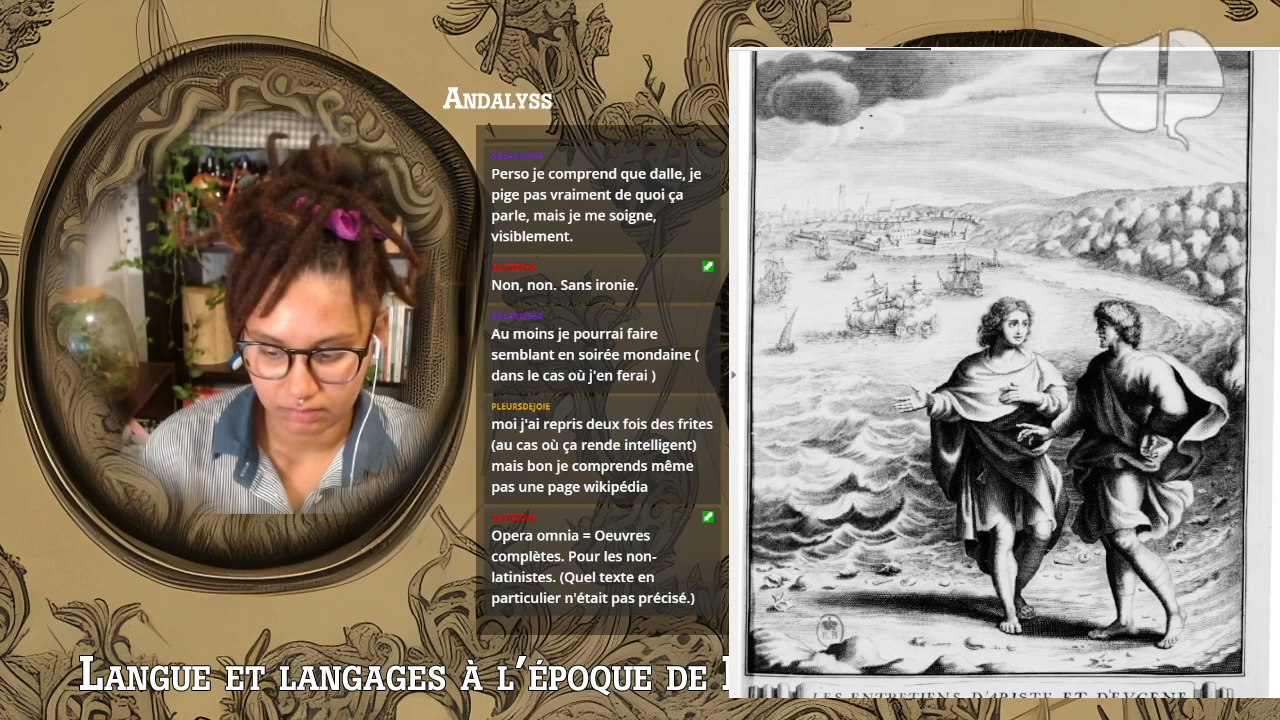 Andalyss
Perso je comprend que dalle, je
pige pas vraiment de quoi ça
parle, mais je me soigne,
visiblement.
Non, non. Sans ironie.
Au moins je pourrai faire
semblant en soirée mondaine (
dans le cas où j'en ferai )
PLEURSDEJOIE
moi j'ai repris deux fois des frites
(au cas où ça rende intelligent)
mais bon je comprends même
pas une page wikipédia
Opera omnia = Oeuvres
complètes. Pour les non-
latinistes. (Quel texte en
particulier n'était pas précisé.)
Langue et langages à l'époque de
LES ENTRETIENS D'ARISTE ET D'EVGENE